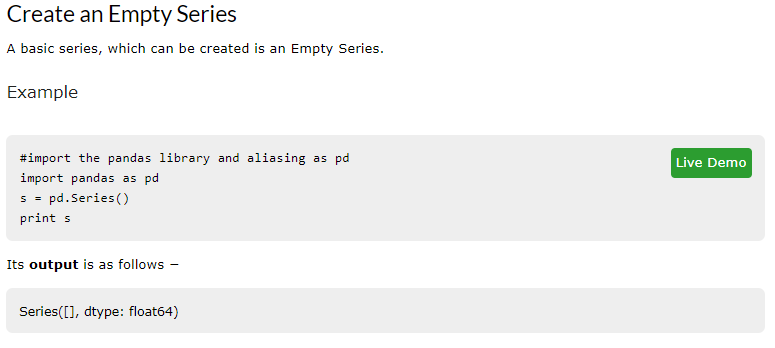 Create an Empty Series
A basic series, which can be created is an Empty Series.
Example
#import the pandas library and aliasing as pd
Live Demo
import pandas as pd
s = pd.Series()
print s
Its output is as follows −
Series([], dtype: float64)